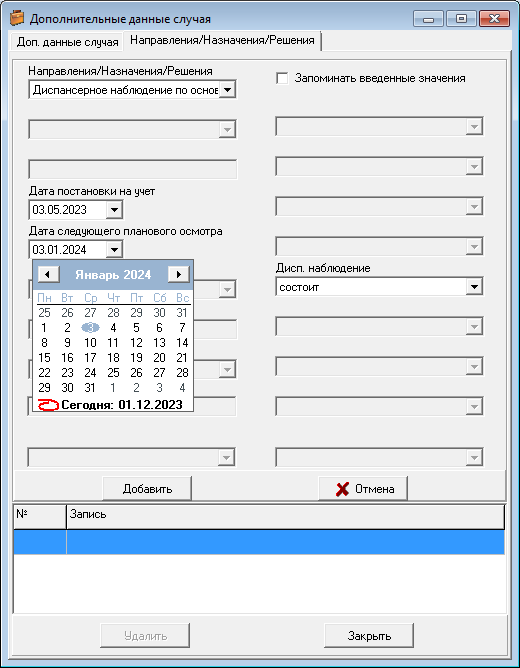 Дополнительные данные случая
Доп. данные случая
Направления/Назначения/Решения
Направления/Назначения/Решения
Запоминать введенные значения
Диспансерное наблюдение по основ
Дата постановки на учет
03.05.2023
Дата следующего планового осмотра
03.01.2024
Январь 2024
Пн Вт Ср Чт Пт Сб Вс
25 26 27 28 29 30 31
1 2 3 4 5 6 7
8 9 10 11 12 13 14
15 16 17 18 19 20 21
22 23 24 25 26 27 28
29 30 31 1 2 3 4
Сегодня: 01.12.2023
Дисп. наблюдение
состоит
Добавить
Отмена
№ Запись
Удалить
Закрыть